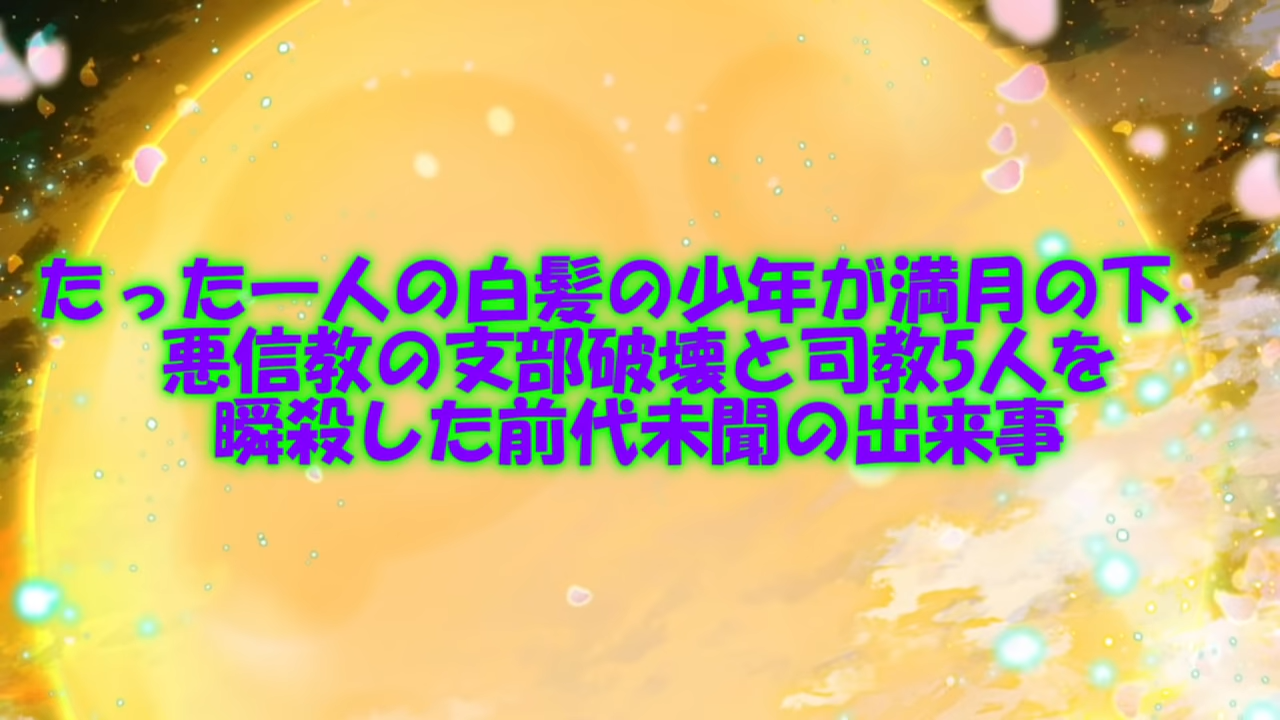 たった一人の白髪の少年が満月の下、
悪信教の支部破壊と司教5人を
瞬殺した前代未聞の出来事